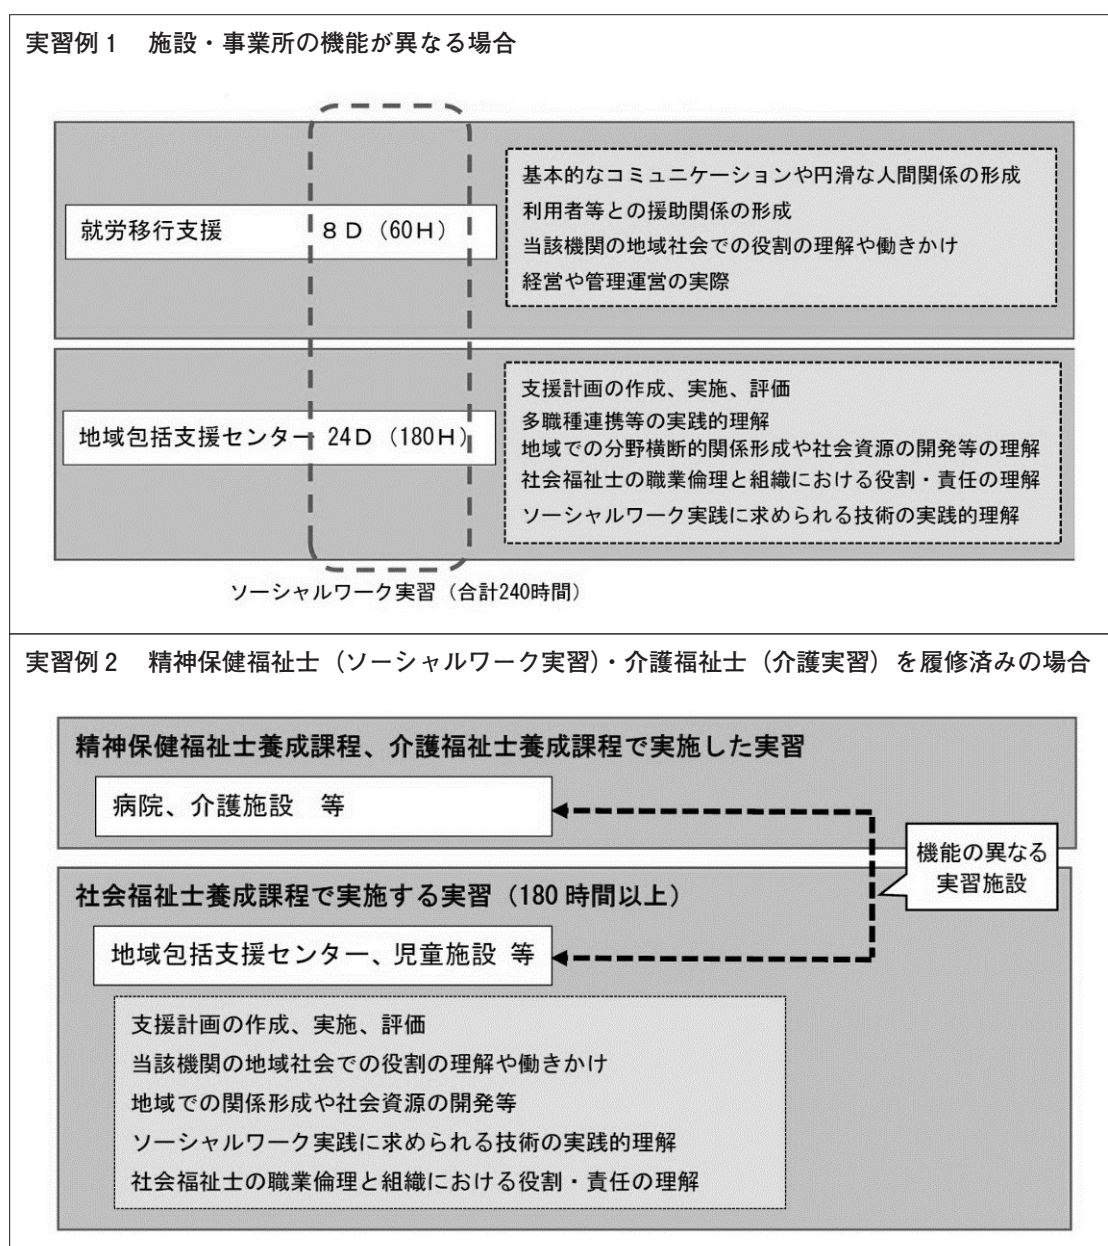 実習例1　施設・事業所の機能が異なる場合
就労移行支援　8D（60H）
基本的なコミュニケーションや円滑な人間関係の形成
利用者等との援助関係の形成
当該機関の地域社会での役割の理解や働きかけ
経営や管理運営の実際
地域包括支援センター 24D（180H）
支援計画の作成、実施、評価
多職種連携等の実践的理解
地域での分野横断的関係形成や社会資源の開発等の理解
社会福祉士の職業倫理と組織における役割・責任の理解
ソーシャルワーク実践に求められる技術の実践的理解
ソーシャルワーク実習（合計240時間）
実習例2　精神保健福祉士（ソーシャルワーク実習）・介護福祉士（介護実習）を履修済みの場合
精神保健福祉士養成課程、介護福祉士養成課程で実施した実習
病院、介護施設　等
機能の異なる
実習施設
社会福祉士養成課程で実施する実習（180時間以上）
地域包括支援センター、児童施設 等
支援計画の作成、実施、評価
当該機関の地域社会での役割の理解や働きかけ
地域での関係形成や社会資源の開発等
ソーシャルワーク実践に求められる技術の実践的理解
社会福祉士の職業倫理と組織における役割・責任の理解